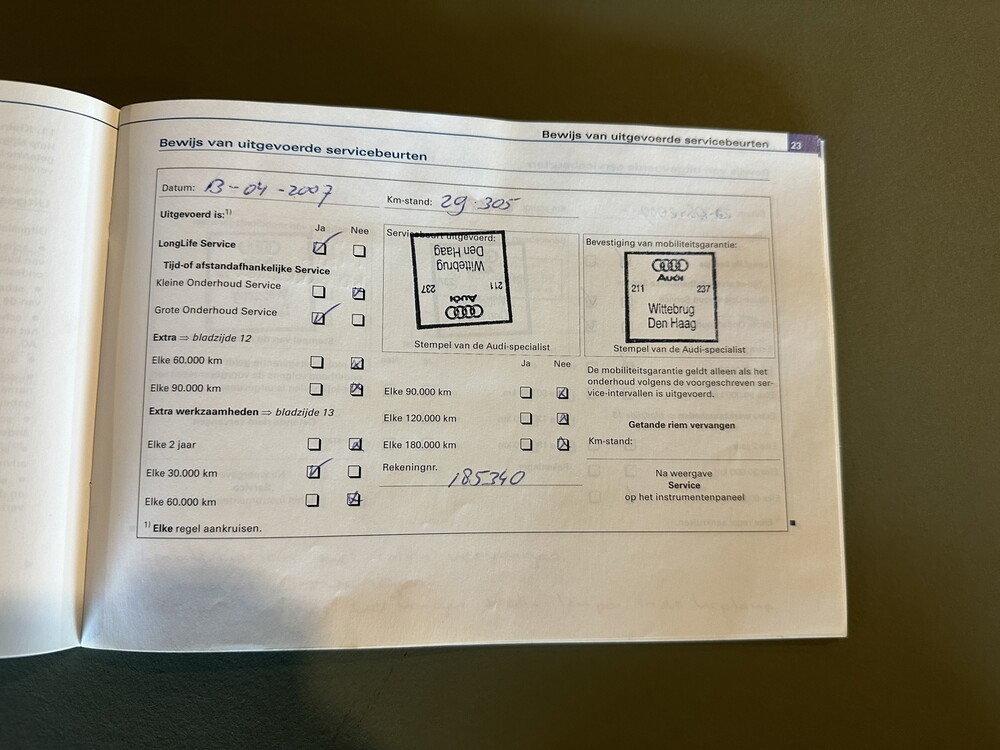 Bewijs van uitgevoerde servicebeurten 23
Bewijs van uitgevoerde servicebeurten
Datum: 13-04-2007
Km-stand: 29.305
Uitgevoerd is:1)
Ja Nee
LongLife Service
Tijd-of afstandafhankelijke Service
Kleine Onderhoud Service
Grote Onderhoud Service
Extra ⇒ bladzijde 12
Elke 60.000 km
Elke 90.000 km
Extra werkzaamheden ⇒ bladzijde 13
Elke 2 jaar
Elke 30.000 km
Elke 60.000 km
1) Elke regel aankruisen.
Servicebeurt uitgevoerd:
Audi
211 237
Wittebrug
Den Haag
Stempel van de Audi-specialist
Ja Nee
Elke 90.000 km
Elke 120.000 km
Elke 180.000 km
Rekeningnr.
185340
Bevestiging van mobiliteitsgarantie:
Audi
211 237
Wittebrug
Den Haag
Stempel van de Audi-specialist
De mobiliteitsgarantie geldt alleen als het
onderhoud volgens de voorgeschreven ser-
vice-intervallen is uitgevoerd.
Getande riem vervangen
Km-stand:
Na weergave
Service
op het instrumentenpaneel